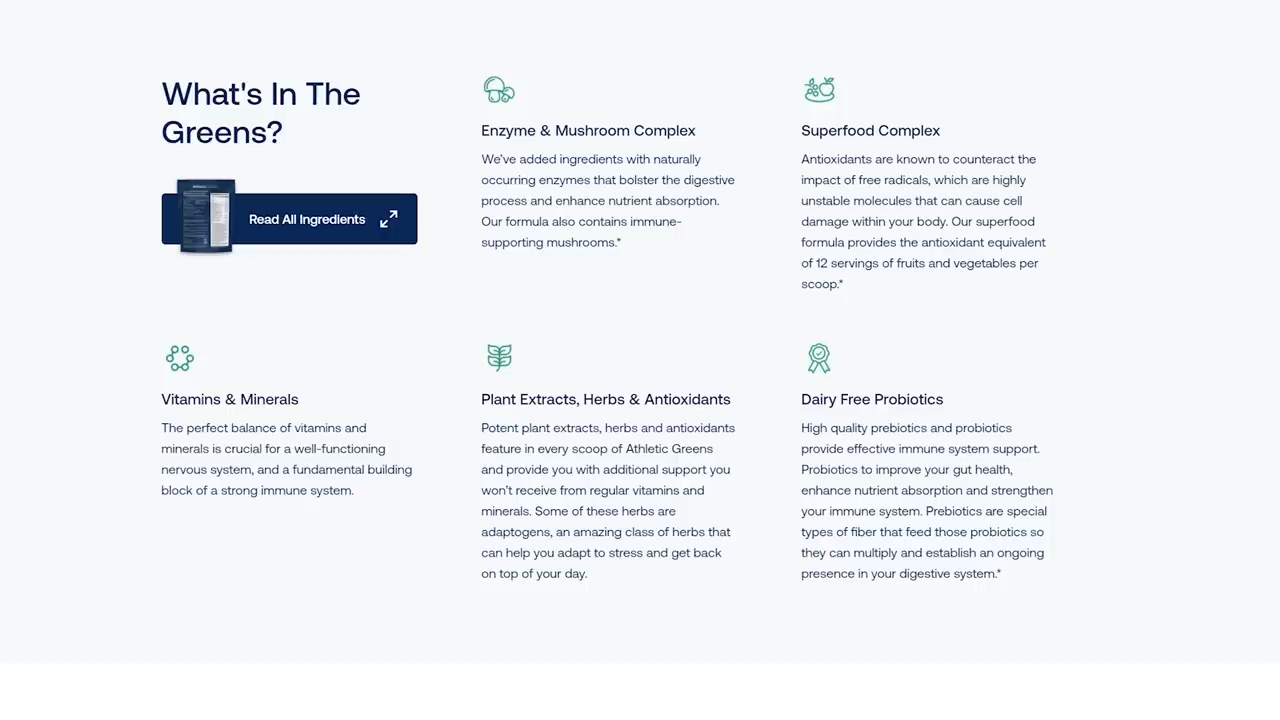 What's In The
Greens?
Read All Ingredients
Enzyme & Mushroom Complex
We've added ingredients with naturally
occurring enzymes that bolster the digestive
process and enhance nutrient absorption.
Our formula also contains immune-
supporting mushrooms.*
Superfood Complex
Antioxidants are known to counteract the
impact of free radicals, which are highly
unstable molecules that can cause cell
damage within your body. Our superfood
formula provides the antioxidant equivalent
of 12 servings of fruits and vegetables per
scoop.*
Vitamins & Minerals
The perfect balance of vitamins and
minerals is crucial for a well-functioning
nervous system, and a fundamental building
block of a strong immune system.
Plant Extracts, Herbs & Antioxidants
Potent plant extracts, herbs and antioxidants
feature in every scoop of Athletic Greens
and provide you with additional support you
won't receive from regular vitamins and
minerals. Some of these herbs are
adaptogens, an amazing class of herbs that
can help you adapt to stress and get back
on top of your day.
Dairy Free Probiotics
High quality prebiotics and probiotics
provide effective immune system support.
Probiotics to improve your gut health,
enhance nutrient absorption and strengthen
your immune system. Prebiotics are special
types of fiber that feed those probiotics so
they can multiply and establish an ongoing
presence in your digestive system.*